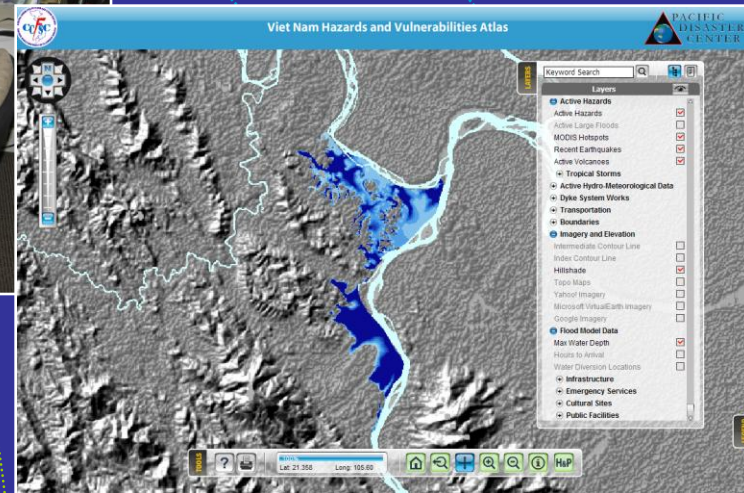 CCFSC
Viet Nam Hazards and Vulnerabilities Atlas
PACIFIC
DISASTER
CENTER
N
LAYERS
Keyword Search
Layers
Active Hazards
Active Hazards
Active Large Floods
MODIS Hotspots
Recent Earthquakes
Active Volcanoes
Tropical Storms
Active Hydro-Meteorological Data
Dyke System Works
Transportation
Boundaries
Imagery and Elevation
Intermediate Contour Line
Index Contour Line
Hillshade
Topo Maps
Yahoo! Imagery
Microsoft VirtualEarth Imagery
Google Imagery
Flood Model Data
Max Water Depth
Hours to Arrival
Water Diversion Locations
Infrastructure
Emergency Services
Cultural Sites
Public Facilities
TOOLS
?
100%
Lat: 21.358 Long: 105.60
H&P